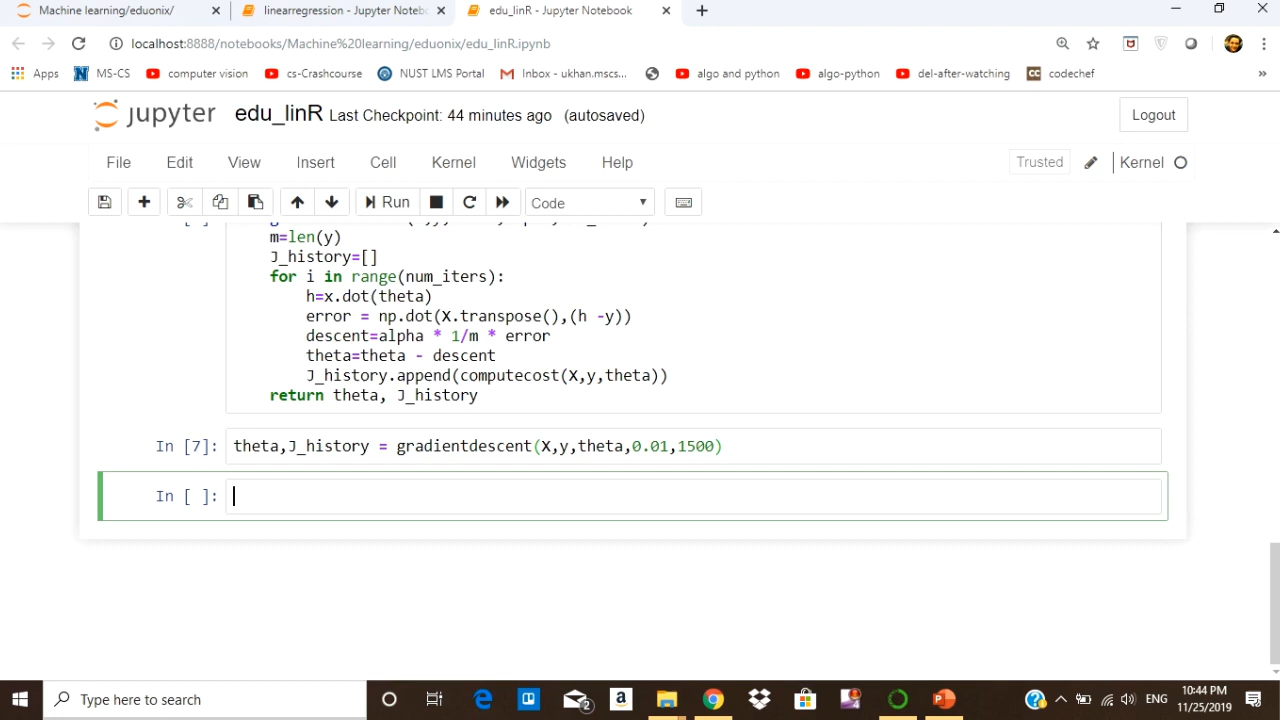 Machine learning/eduonix/
linearregression - Jupyter Noteb
edu_linR - Jupyter Notebook
localhost:8888/notebooks/Machine%20learning/eduonix/edu_linR.ipynb
Apps
MS-CS
computer vision
cs-Crashcourse
NUST LMS Portal
Inbox - ukhan.mscs...
algo and python
algo-python
del-after-watching
CC codechef
jupyter edu_linR Last Checkpoint: 44 minutes ago (autosaved)
Logout
File Edit View Insert Cell Kernel Widgets Help
Trusted
Kernel
Run
Code
m=len(y)
J_history=[]
for i in range(num_iters):
h=x.dot(theta)
error = np.dot(X.transpose(),(h -y))
descent=alpha * 1/m * error
theta=theta - descent
J_history.append(computecost(X,y,theta))
return theta, J_history
In [7]: theta,J_history = gradientdescent(X,y,theta,0.01,1500)
In [ ]:
Type here to search
2
ENG
10:44 PM
11/25/2019